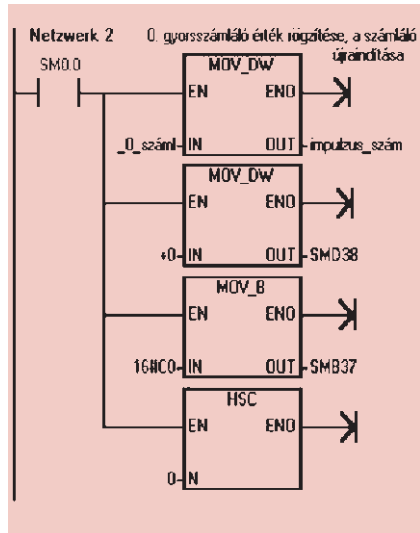 Netzwerk 2 0. gyorsszámláló érték rögzítése, a számláló
újraindítása
SM0.0
MOV_DW
EN ENO
_0_száml IN OUT impulzus_szám
MOV_DW
EN ENO
+0 IN OUT SMD38
MOV_B
EN ENO
16#C0 IN OUT SMB37
HSC
EN ENO
0 N